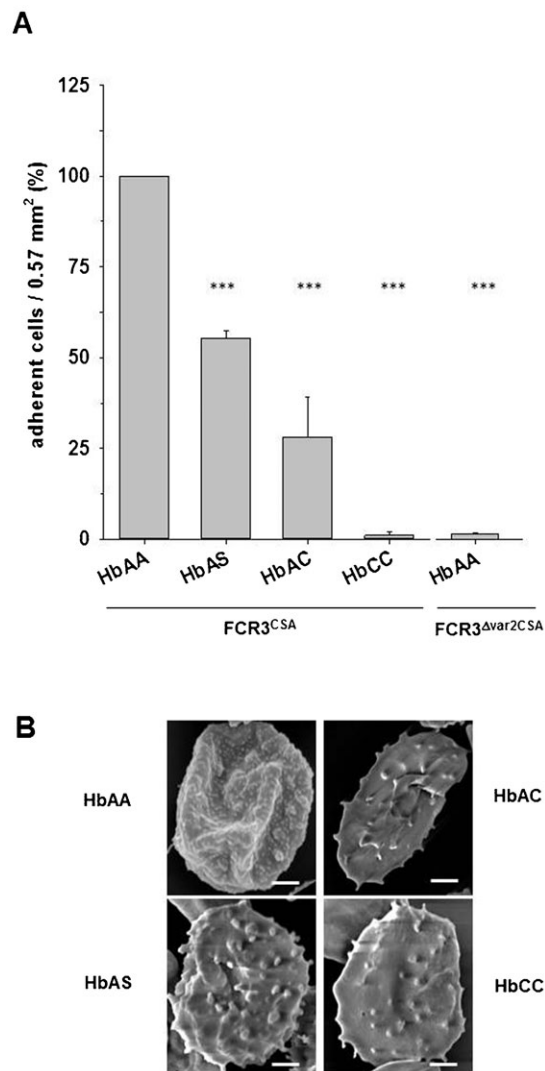 A
adherent cells / 0.57 mm² (%)
125
100
75
50
25
0
*** *** *** ***
HbAA HbAS HbAC HbCC HbAA
FCR3CSA FCR3Δvar2CSA
B
HbAA HbAC
HbAS HbCC